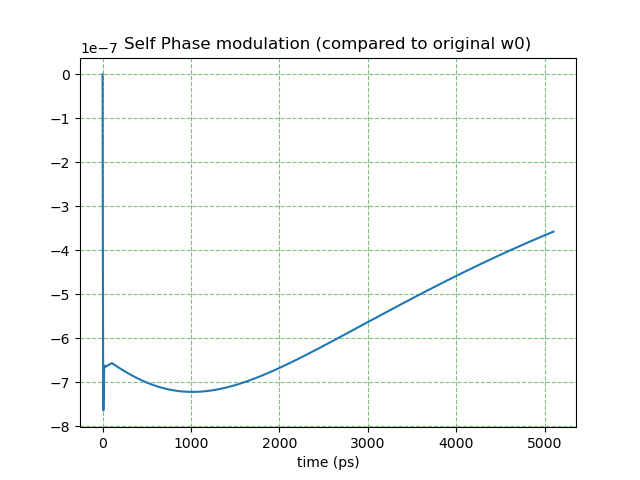 Self Phase modulation (compared to original w0)
1e−7
0
−1
−2
−3
−4
−5
−6
−7
−8
0 1000 2000 3000 4000 5000
time (ps)